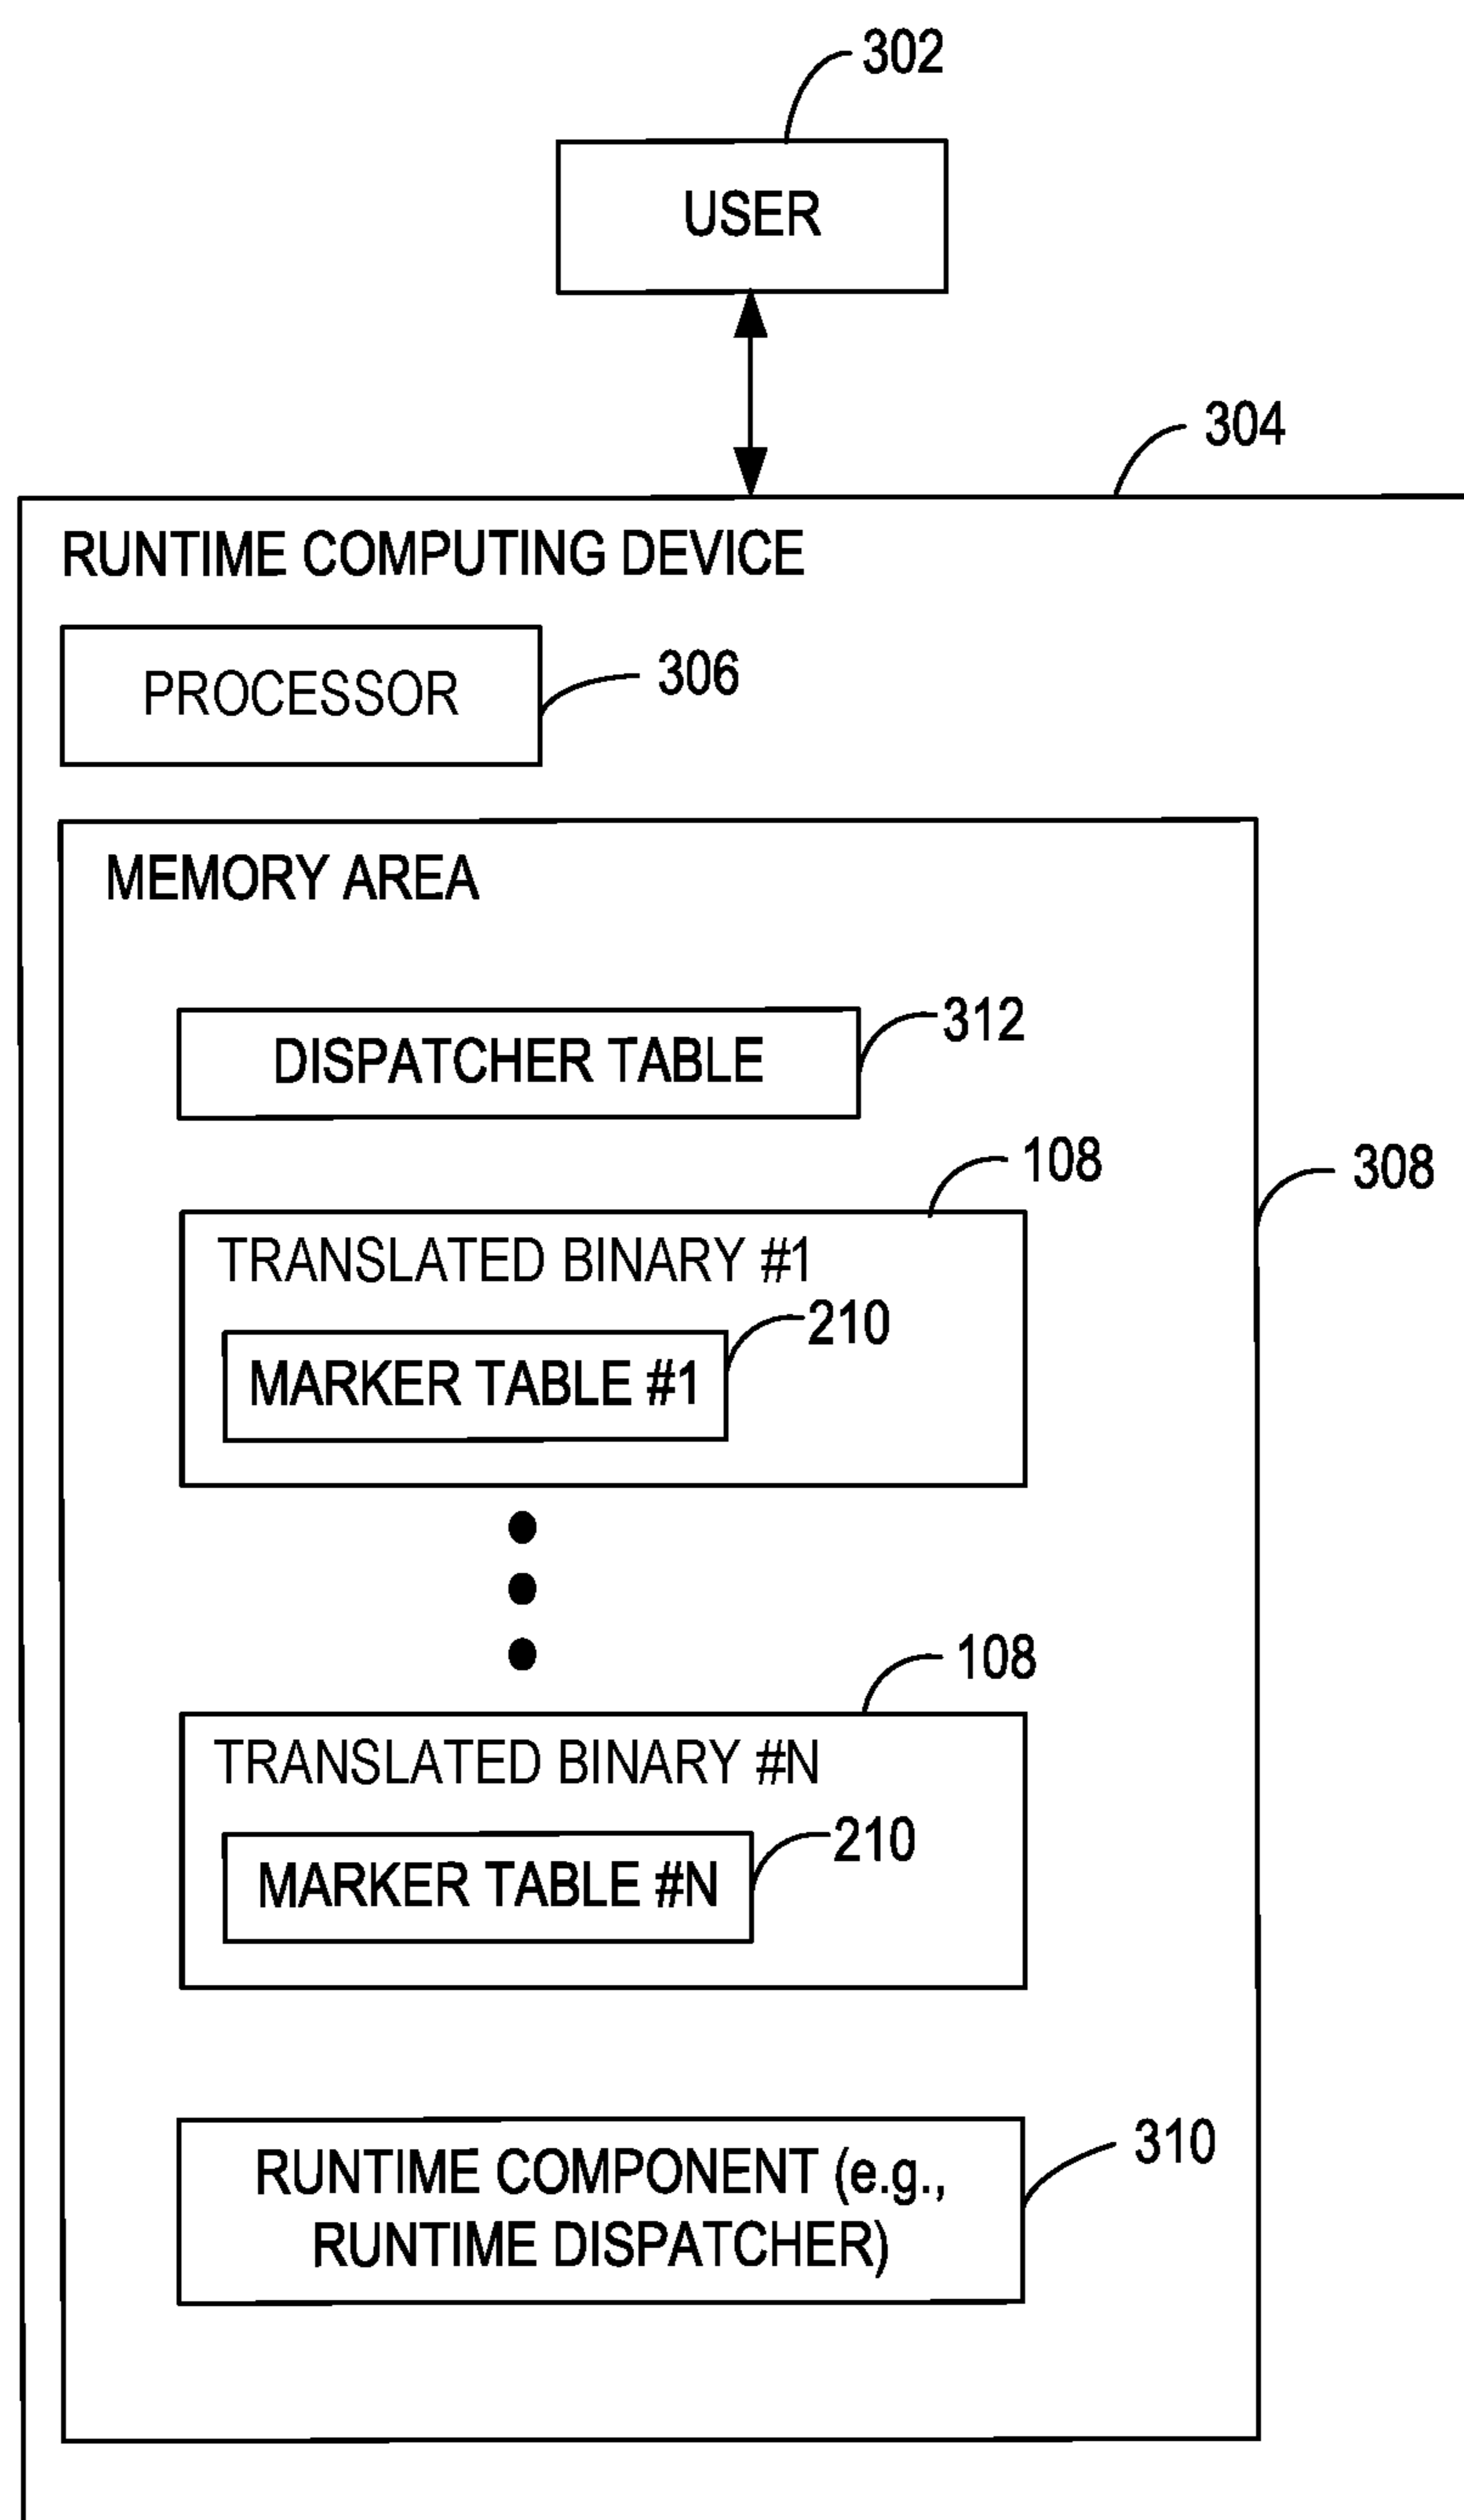 302
USER
304
RUNTIME COMPUTING DEVICE
PROCESSOR
306
MEMORY AREA
DISPATCHER TABLE
312
108
308
TRANSLATED BINARY #1
210
MARKER TABLE #1
108
TRANSLATED BINARY #N
210
MARKER TABLE #N
310
RUNTIME COMPONENT (e.g.,
RUNTIME DISPATCHER)